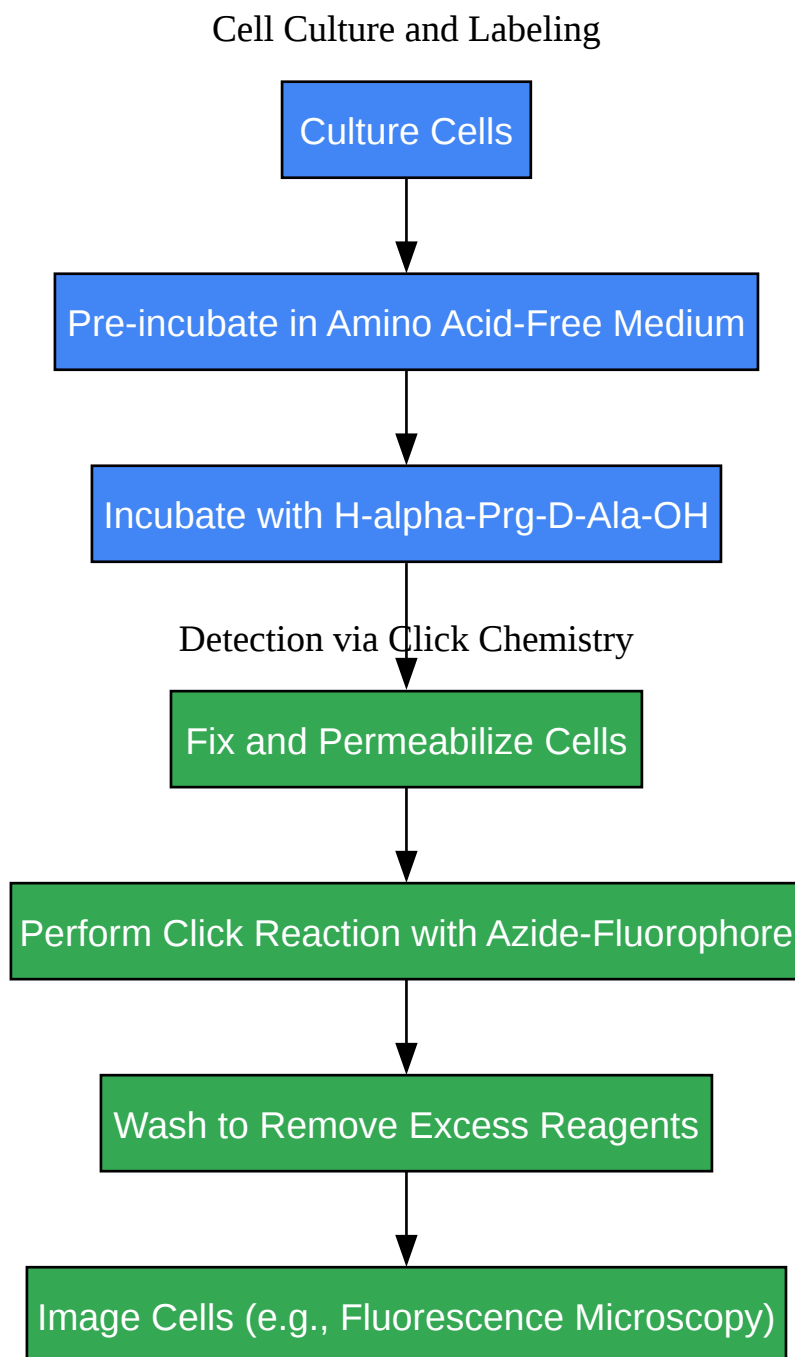 Cell Culture and Labeling
Culture Cells
Pre-incubate in Amino Acid-Free Medium
Incubate with H-alpha-Prg-D-Ala-OH
Detection via Click Chemistry
Fix and Permeabilize Cells
Perform Click Reaction with Azide-Fluorophore
Wash to Remove Excess Reagents
Image Cells (e.g., Fluorescence Microscopy)